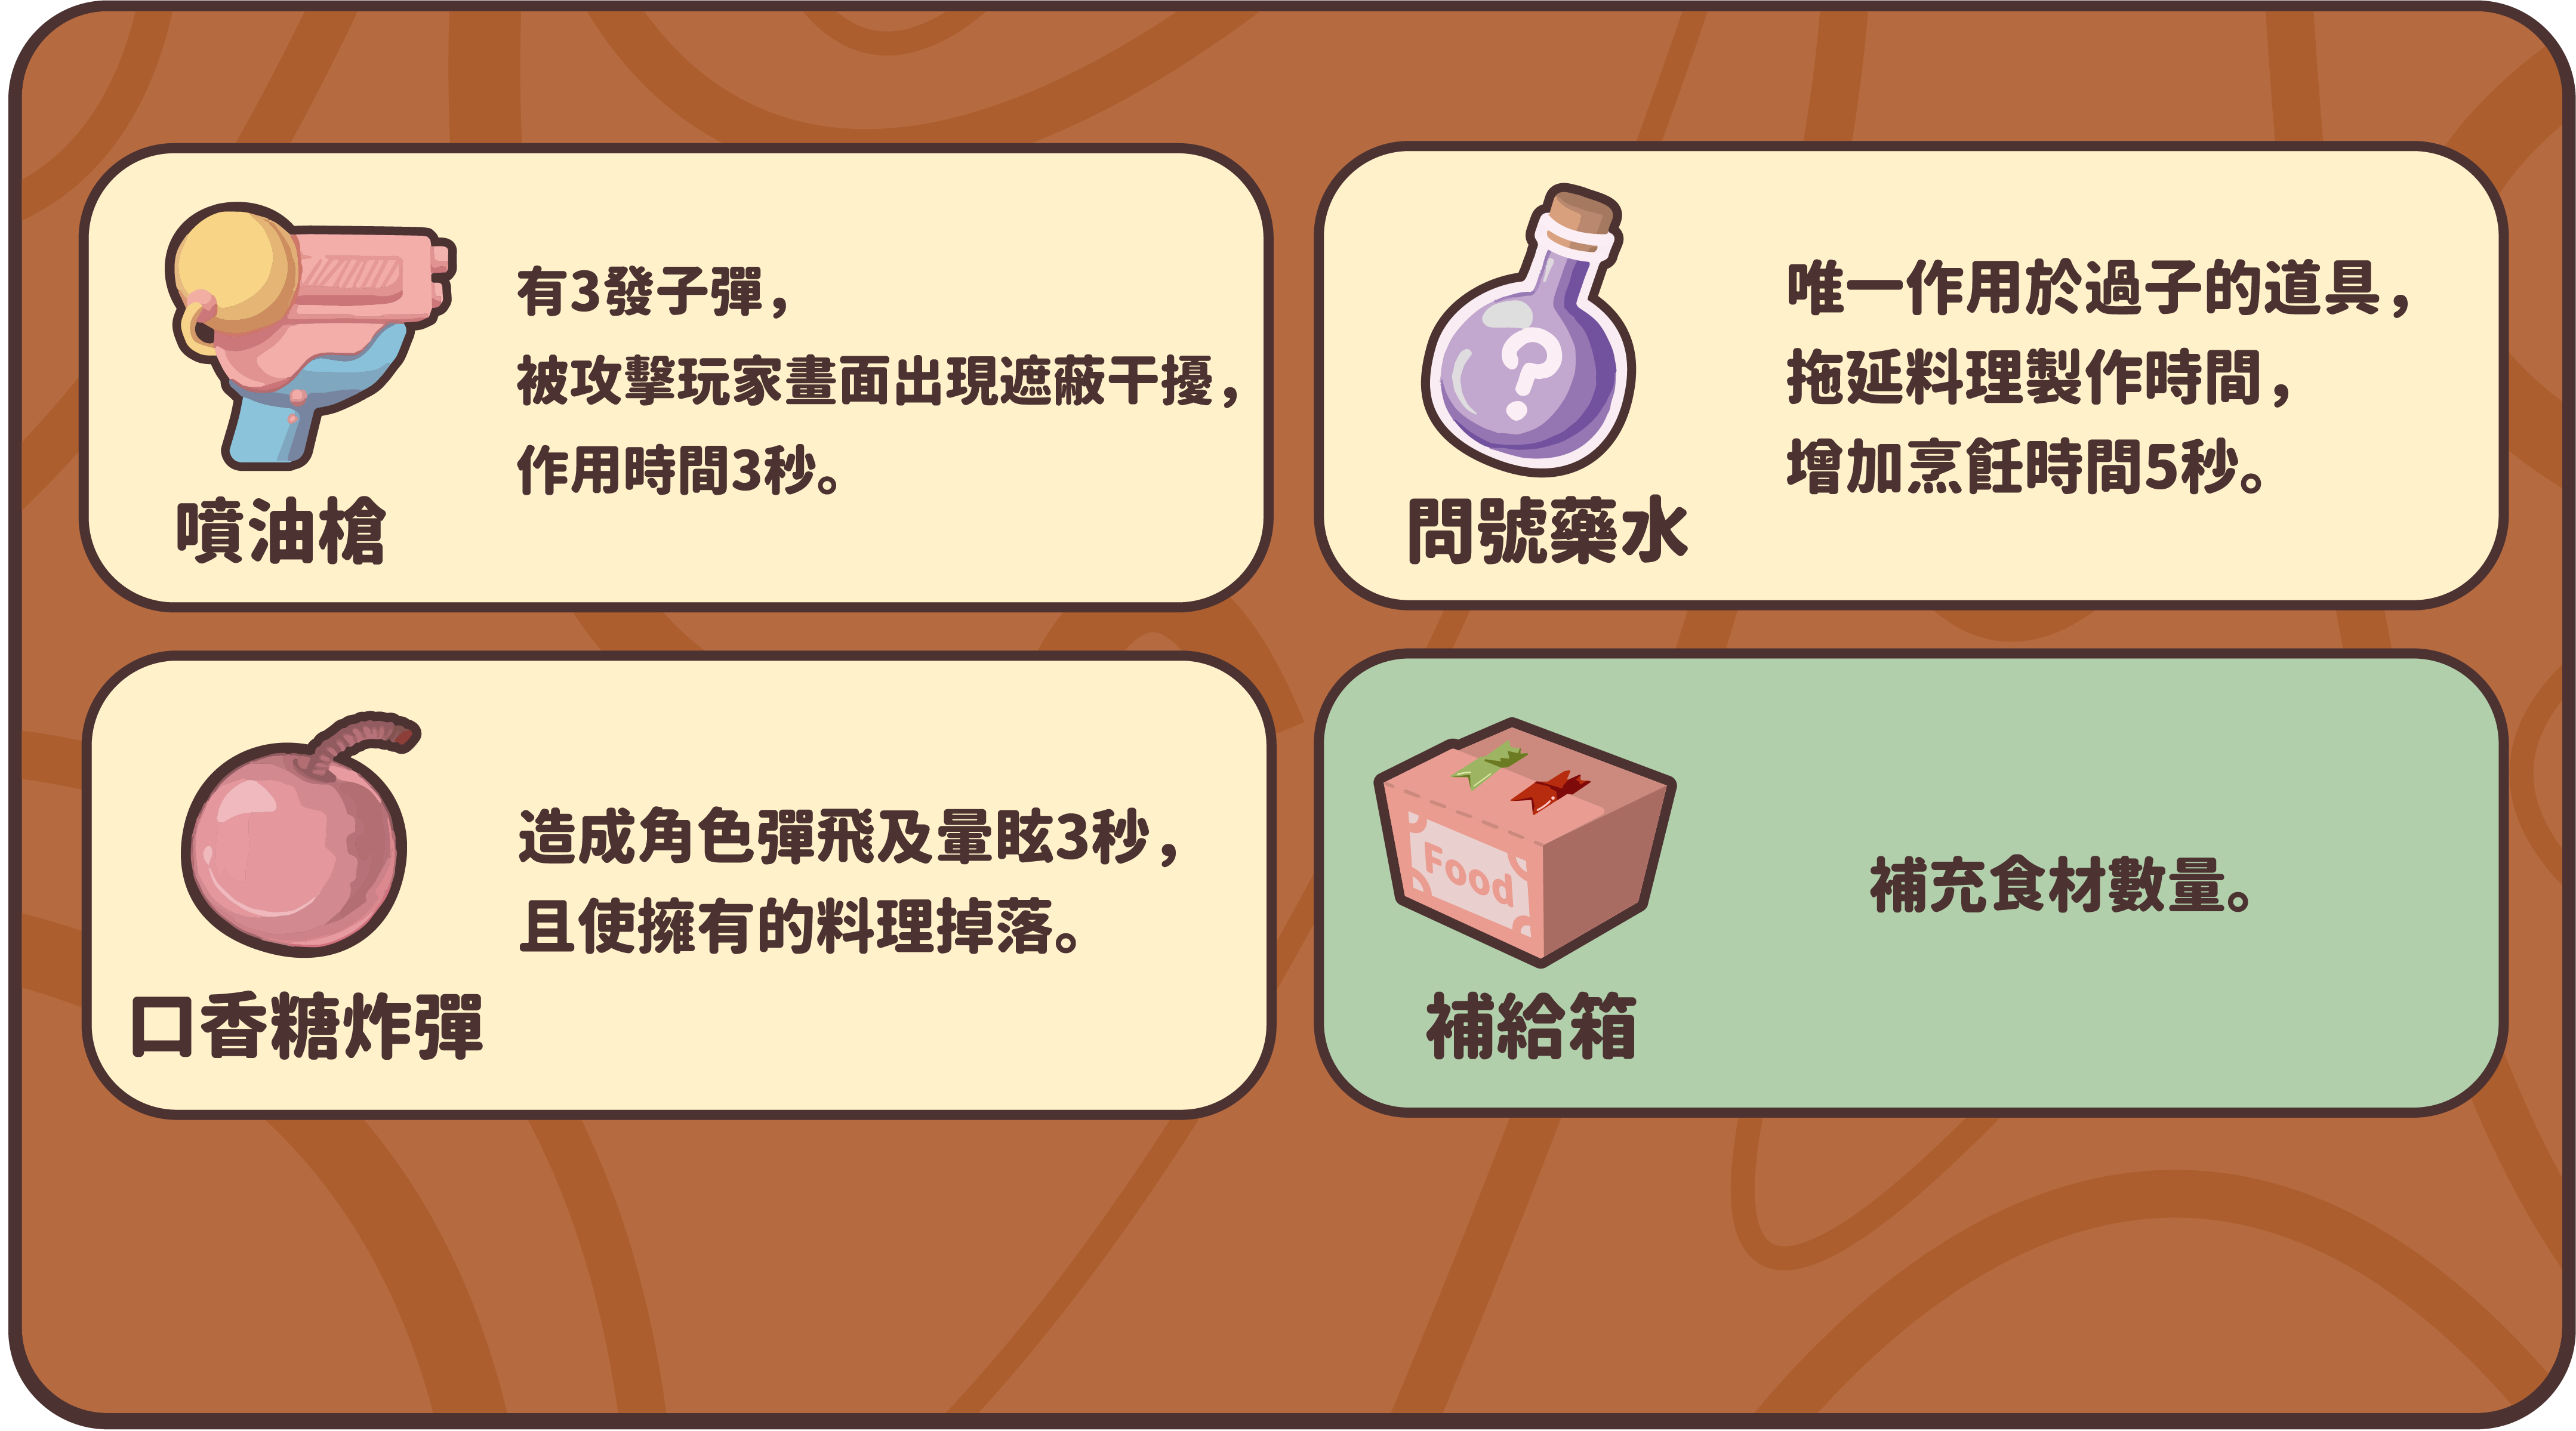 有3發子彈，
被攻擊玩家畫面出現遮蔽干擾，
作用時間3秒。
噴油槍
唯一作用於過子的道具，
拖延料理製作時間，
增加烹飪時間5秒。
?
問號藥水
造成角色彈飛及暈眩3秒，
且使擁有的料理掉落。
口香糖炸彈
補充食材數量。
Food
補給箱